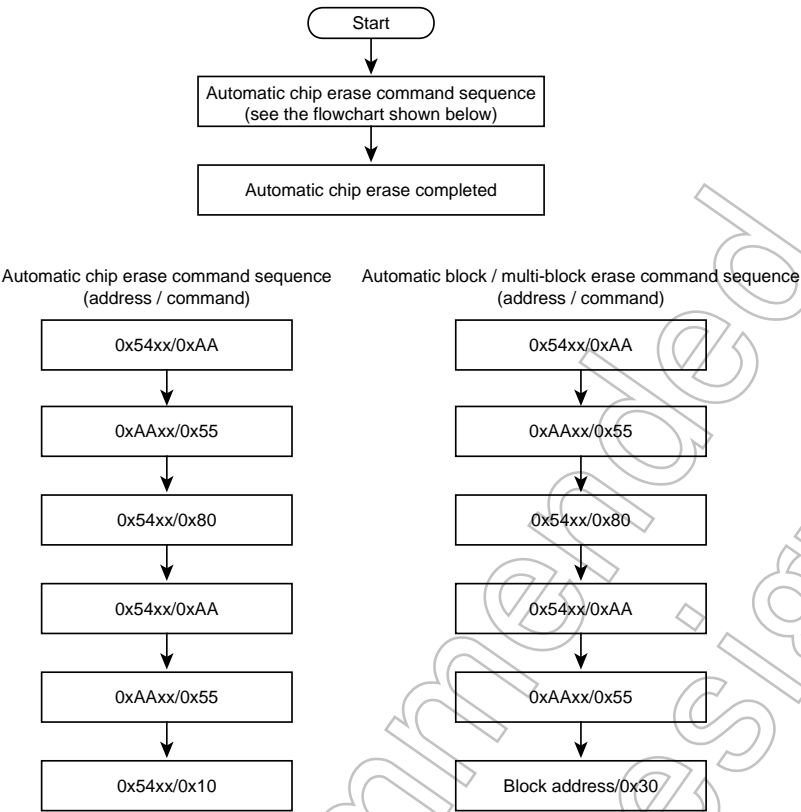 Start
Automatic chip erase command sequence
(see the flowchart shown below)
Automatic chip erase completed
Automatic chip erase command sequence
(address / command)
0x54xx/0xAA
0xAAxx/0x55
0x54xx/0x80
0x54xx/0xAA
0xAAxx/0x55
0x54xx/0x10
Automatic block / multi-block erase command sequence
(address / command)
0x54xx/0xAA
0xAAxx/0x55
0x54xx/0x80
0x54xx/0xAA
0xAAxx/0x55
Block address/0x30